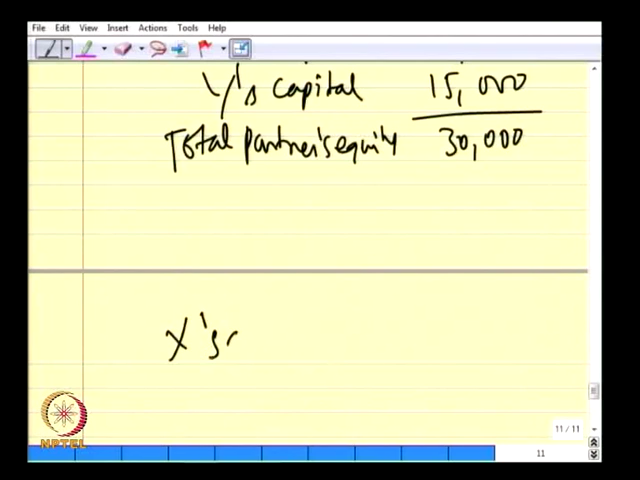 File Edit View Insert Actions Tools Help
Y's capital 15,000
Total partner's equity 30,000
X's
NPTEL
11/11
11